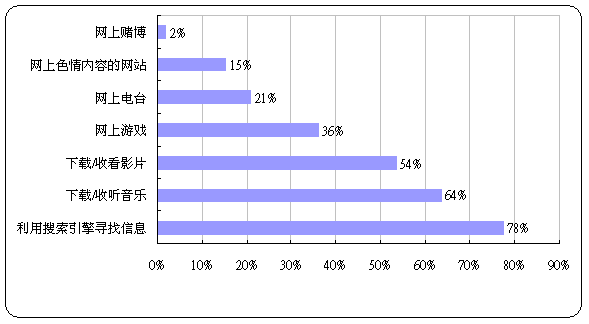 网上赌博 2%
网上色情内容的网站 15%
网上电台 21%
网上游戏 36%
下载/收看影片 54%
下载/收听音乐 64%
利用搜索引擎寻找信息 78%
0% 10% 20% 30% 40% 50% 60% 70% 80% 90%